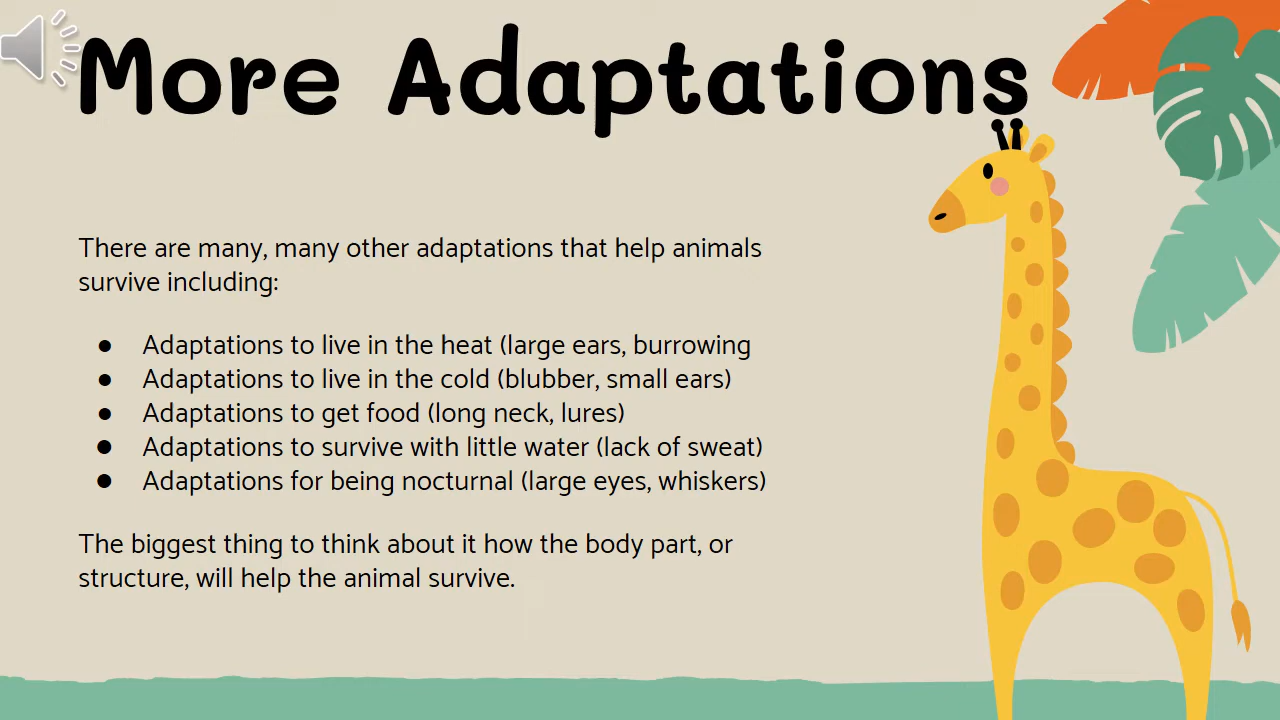 More Adaptations
There are many, many other adaptations that help animals
survive including:
● Adaptations to live in the heat (large ears, burrowing
● Adaptations to live in the cold (blubber, small ears)
● Adaptations to get food (long neck, lures)
● Adaptations to survive with little water (lack of sweat)
● Adaptations for being nocturnal (large eyes, whiskers)
The biggest thing to think about it how the body part, or
structure, will help the animal survive.